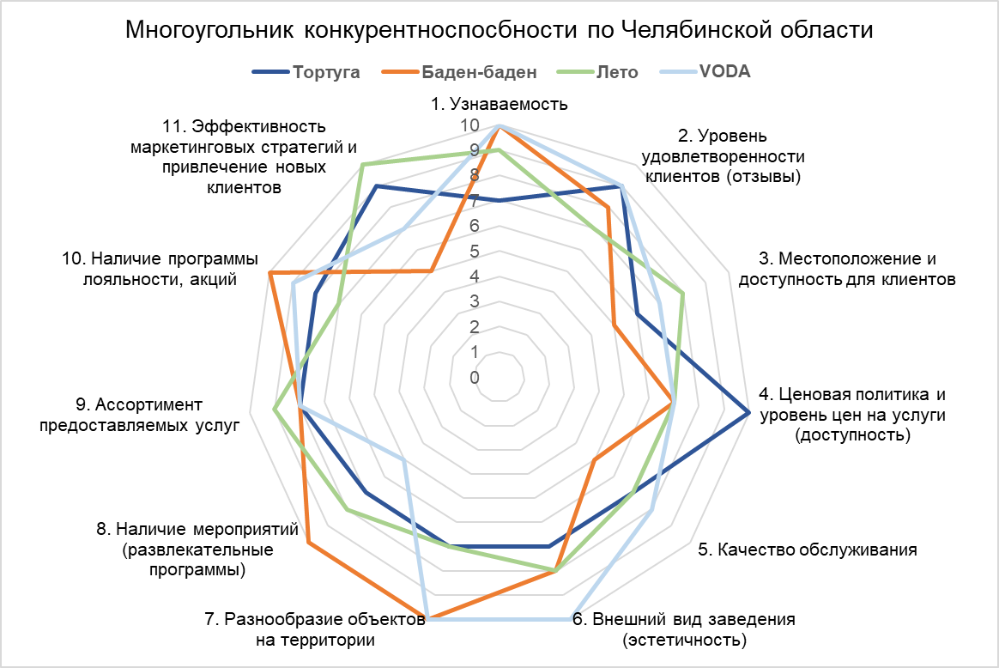 Многоугольник конкурентноспосбности по Челябинской области
Тортуга Баден-баден Лето VODA
1. Узнаваемость
2. Уровень
удовлетворенности
клиентов (отзывы)
3. Местоположение и
доступность для клиентов
4. Ценовая политика и
уровень цен на услуги
(доступность)
5. Качество обслуживания
6. Внешний вид заведения
(эстетичность)
7. Разнообразие объектов
на территории
8. Наличие мероприятий
(развлекательные
программы)
9. Ассортимент
предоставляемых услуг
10. Наличие программы
лояльности, акций
11. Эффективность
маркетинговых стратегий и
привлечение новых
клиентов
10
9
8
7
6
5
4
3
2
1
0